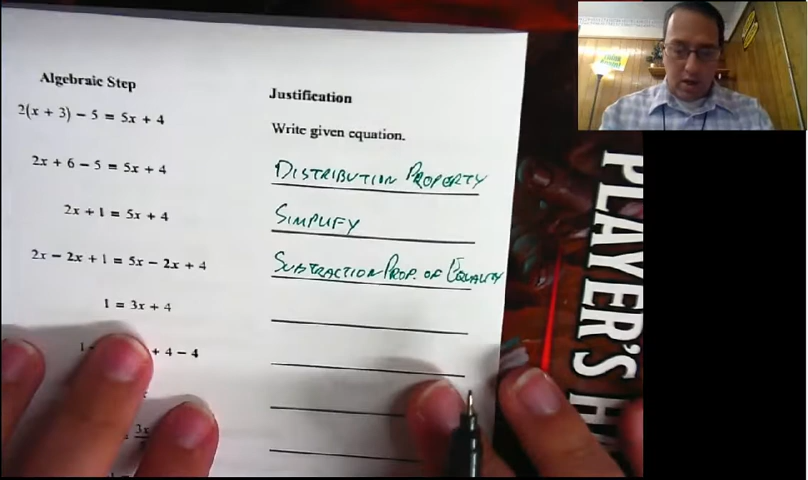 Algebraic Step
Justification
2(x + 3) − 5 = 5x + 4
Write given equation.
2x + 6 − 5 = 5x + 4
DISTRIBUTION PROPERTY
2x + 1 = 5x + 4
SIMPLIFY
2x − 2x + 1 = 5x − 2x + 4
SUBTRACTION PROP. OF EQUALITY
1 = 3x + 4
+ 4 − 4
3x
PLAYER'S H